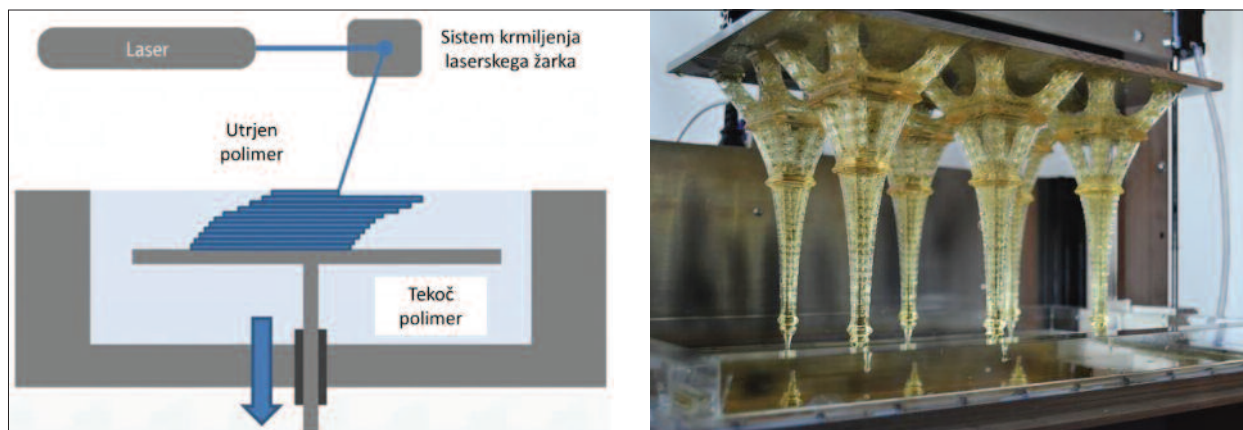 Laser
Sistem krmiljenja
laserskega žarka
Utrjen
polimer
Tekoč
polimer